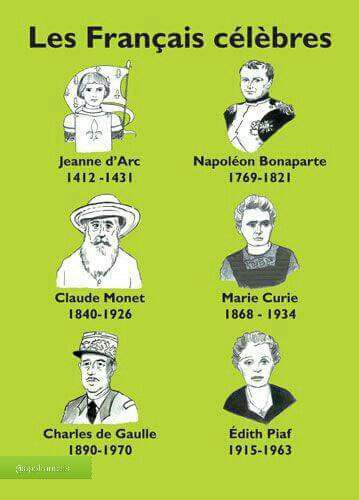 Les Français célèbres
Jeanne d'Arc
1412 -1431
Napoléon Bonaparte
1769-1821
Claude Monet
1840-1926
Marie Curie
1868 - 1934
Charles de Gaulle
1890-1970
Édith Piaf
1915-1963